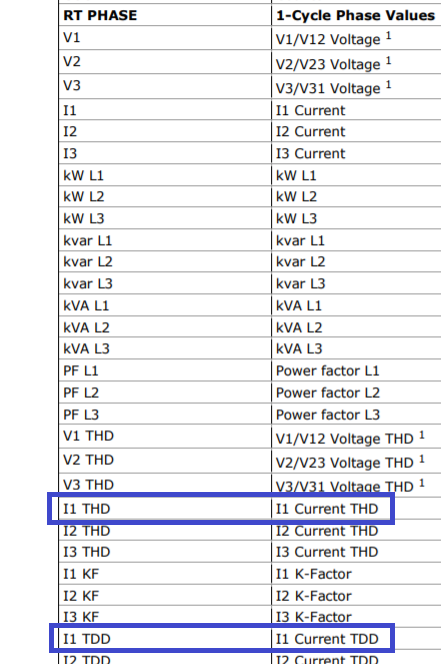 RT PHASE 1-Cycle Phase Values
V1 V1/V12 Voltage ¹
V2 V2/V23 Voltage ¹
V3 V3/V31 Voltage ¹
I1 I1 Current
I2 I2 Current
I3 I3 Current
kW L1 kW L1
kW L2 kW L2
kW L3 kW L3
kvar L1 kvar L1
kvar L2 kvar L2
kvar L3 kvar L3
kVA L1 kVA L1
kVA L2 kVA L2
kVA L3 kVA L3
PF L1 Power factor L1
PF L2 Power factor L2
PF L3 Power factor L3
V1 THD V1/V12 Voltage THD ¹
V2 THD V2/V23 Voltage THD ¹
V3 THD V3/V31 Voltage THD ¹
I1 THD I1 Current THD
I2 THD I2 Current THD
I3 THD I3 Current THD
I1 KF I1 K-Factor
I2 KF I2 K-Factor
I3 KF I3 K-Factor
I1 TDD I1 Current TDD
I2 TDD I2 Current TDD